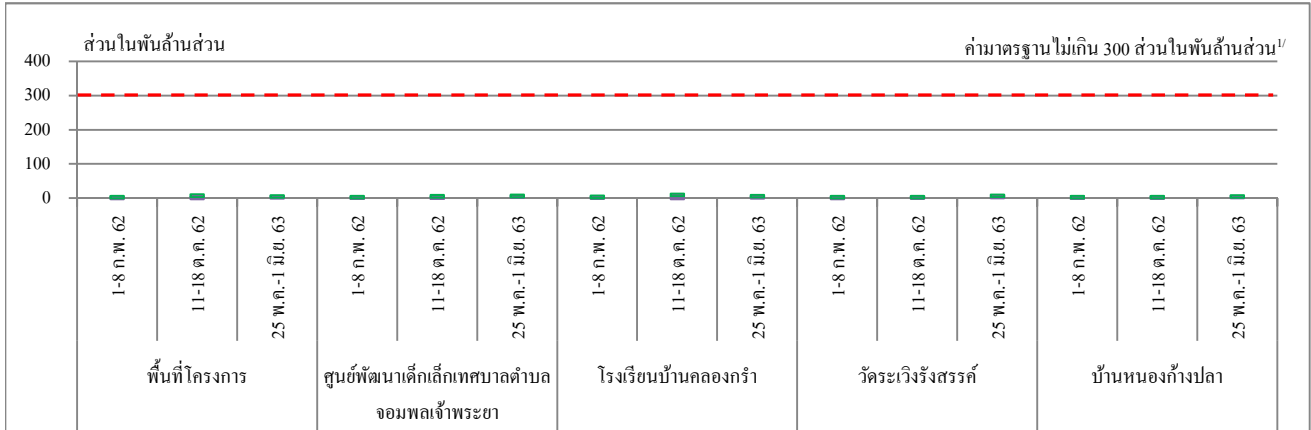 ส่วนในพันล้านส่วน
ค่ามาตรฐานไม่เกิน 300 ส่วนในพันล้านส่วน1/
400
300
200
100
0
1-8 ก.พ. 62
11-18 ต.ค. 62
25 พ.ค.-1 มิ.ย. 63
1-8 ก.พ. 62
11-18 ต.ค. 62
25 พ.ค.-1 มิ.ย. 63
1-8 ก.พ. 62
11-18 ต.ค. 62
25 พ.ค.-1 มิ.ย. 63
1-8 ก.พ. 62
11-18 ต.ค. 62
25 พ.ค.-1 มิ.ย. 63
1-8 ก.พ. 62
11-18 ต.ค. 62
25 พ.ค.-1 มิ.ย. 63
พื้นที่โครงการ
ศูนย์พัฒนาเด็กเล็กเทศบาลตำบล
จอมพลเจ้าพระยา
โรงเรียนบ้านคลองกรำ
วัดระเวิงรังสรรค์
บ้านหนองก้างปลา